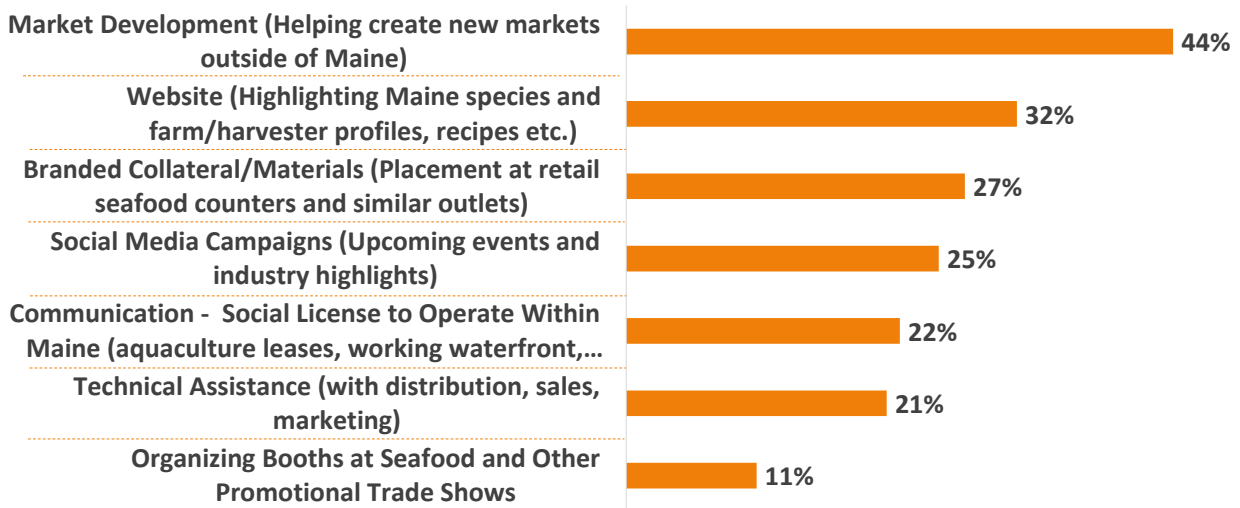 Market Development (Helping create new markets
outside of Maine)
44%
Website (Highlighting Maine species and
farm/harvester profiles, recipes etc.)
32%
Branded Collateral/Materials (Placement at retail
seafood counters and similar outlets)
27%
Social Media Campaigns (Upcoming events and
industry highlights)
25%
Communication -  Social License to Operate Within
Maine (aquaculture leases, working waterfront,…
22%
Technical Assistance (with distribution, sales,
marketing)
21%
Organizing Booths at Seafood and Other
Promotional Trade Shows
11%